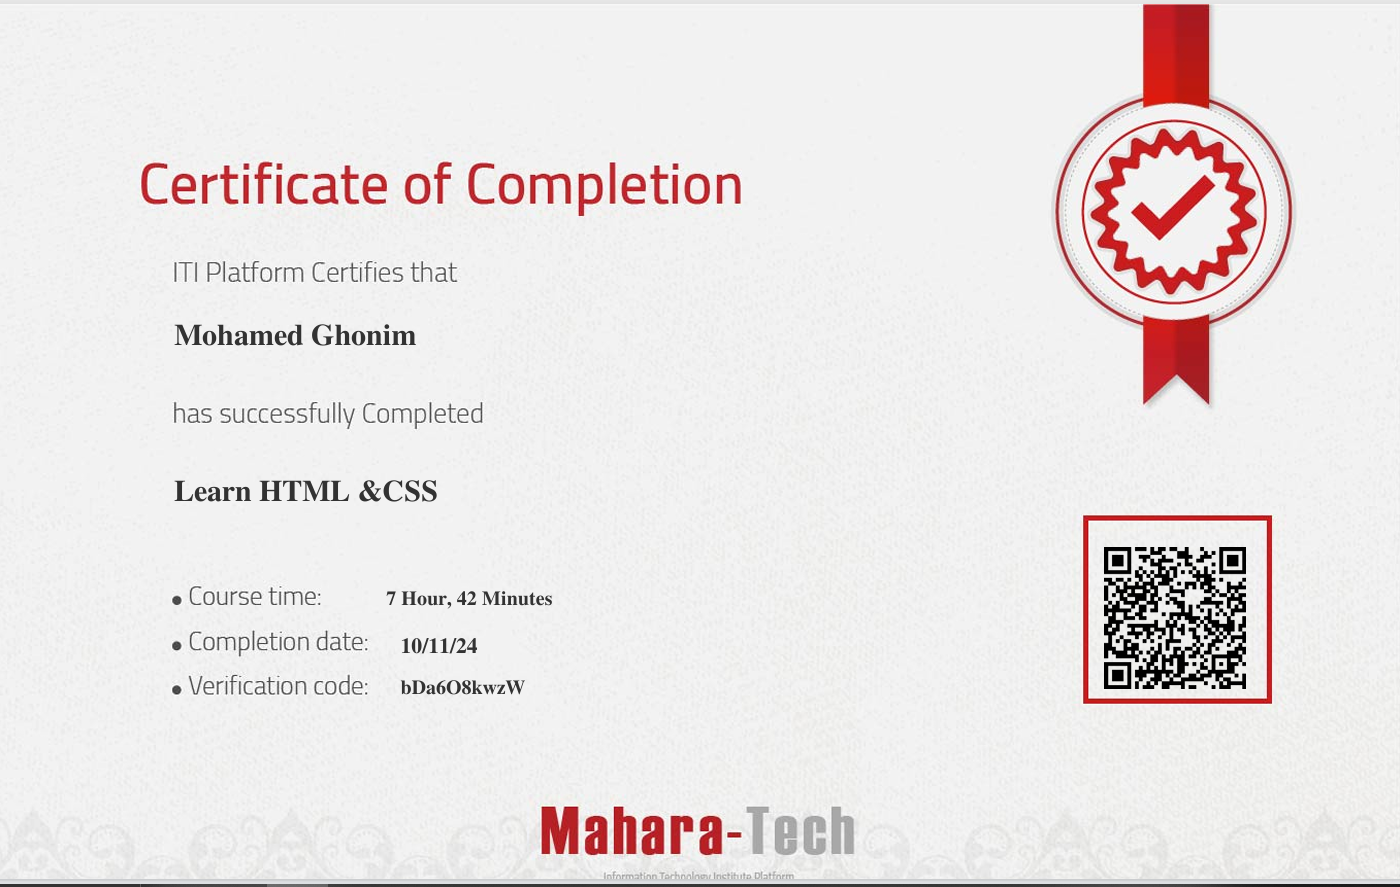 Certificate of Completion
ITI Platform Certifies that
Mohamed Ghonim
has successfully Completed
Learn HTML &CSS
• Course time: 7 Hour, 42 Minutes
• Completion date: 10/11/24
• Verification code: bDa6O8kwzW
Mahara-Tech
Information Technology Institute Platform